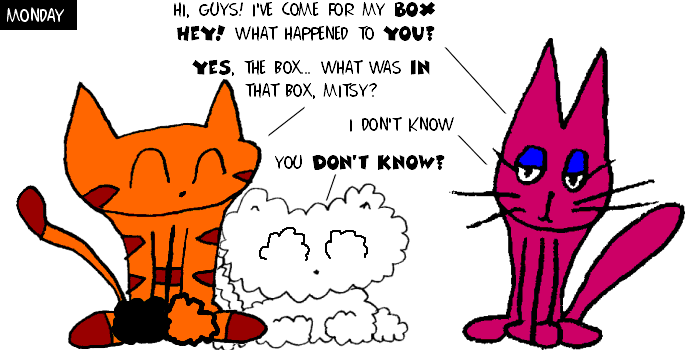 MONDAY
HI, GUYS! I'VE COME FOR MY BOX
HEY! WHAT HAPPENED TO YOU?
YES, THE BOX... WHAT WAS IN
THAT BOX, MITSY?
I DON'T KNOW
YOU DON'T KNOW?